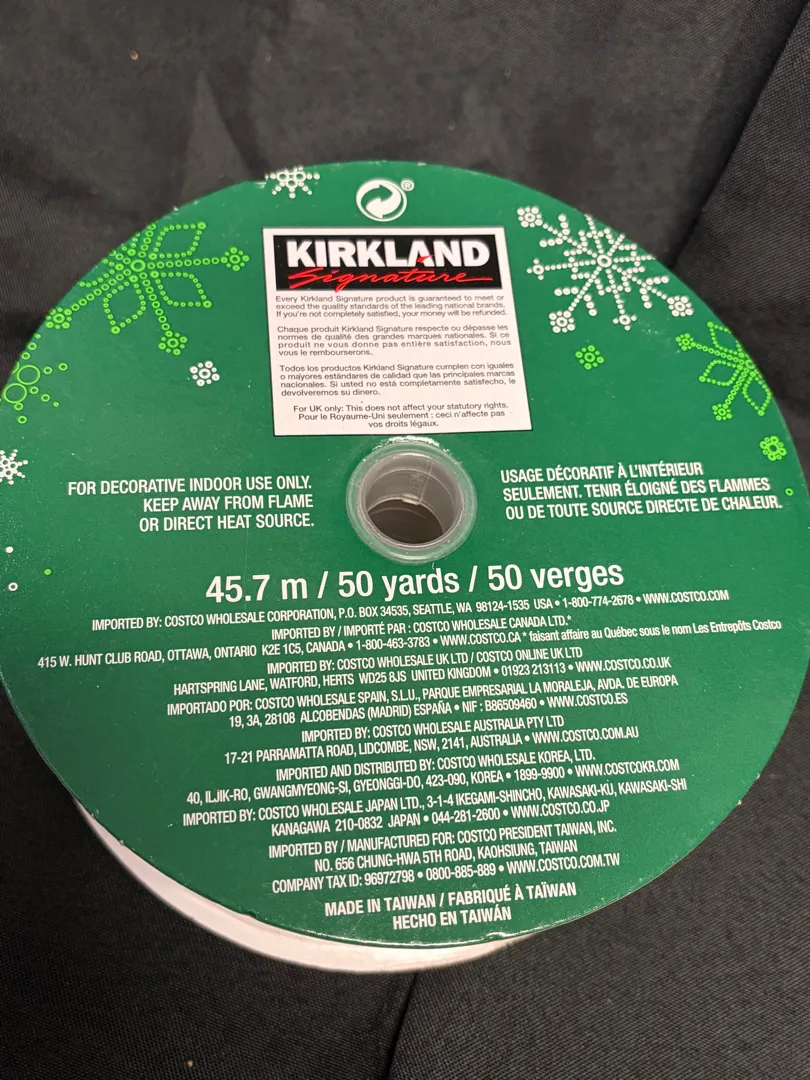 ®
KIRKLAND
Signature
Every Kirkland Signature product is guaranteed to meet or
exceed the quality standards of the leading national brands.
If you're not completely satisfied, your money will be refunded.
Chaque produit Kirkland Signature respecte ou dépasse les
normes de qualité des grandes marques nationales. Si ce
produit ne vous donne pas entière satisfaction, nous
vous le rembourserons.
Todos los productos Kirkland Signature cumplen con iguales
o mayores estándares de calidad que las principales marcas
nacionales. Si usted no está completamente satisfecho, le
devolveremos su dinero.
For UK only: This does not affect your statutory rights.
Pour le Royaume-Uni seulement : ceci n'affecte pas
vos droits légaux.
FOR DECORATIVE INDOOR USE ONLY.
KEEP AWAY FROM FLAME
OR DIRECT HEAT SOURCE.
USAGE DÉCORATIF À L'INTÉRIEUR
SEULEMENT. TENIR ÉLOIGNÉ DES FLAMMES
OU DE TOUTE SOURCE DIRECTE DE CHALEUR.
45.7 m / 50 yards / 50 verges
IMPORTED BY: COSTCO WHOLESALE CORPORATION, P.O. BOX 34535, SEATTLE, WA 98124-1535 USA • 1-800-774-2678 • WWW.COSTCO.COM
IMPORTED BY / IMPORTÉ PAR : COSTCO WHOLESALE CANADA LTD.*
415 W. HUNT CLUB ROAD, OTTAWA, ONTARIO K2E 1C5, CANADA • 1-800-463-3783 • WWW.COSTCO.CA * faisant affaire au Québec sous le nom Les Entrepôts Costco
IMPORTED BY: COSTCO WHOLESALE UK LTD / COSTCO ONLINE UK LTD
HARTSPRING LANE, WATFORD, HERTS WD25 8JS UNITED KINGDOM • 01923 213113 • WWW.COSTCO.CO.UK
IMPORTADO POR: COSTCO WHOLESALE SPAIN, S.L.U., PARQUE EMPRESARIAL LA MORALEJA, AVDA. DE EUROPA
19, 3A, 28108 ALCOBENDAS (MADRID) ESPAÑA • NIF : B86509460 • WWW.COSTCO.ES
IMPORTED BY: COSTCO WHOLESALE AUSTRALIA PTY LTD
17-21 PARRAMATTA ROAD, LIDCOMBE, NSW, 2141, AUSTRALIA • WWW.COSTCO.COM.AU
IMPORTED AND DISTRIBUTED BY: COSTCO WHOLESALE KOREA, LTD.
40, ILJIK-RO, GWANGMYEONG-SI, GYEONGGI-DO, 423-090, KOREA • 1899-9900 • WWW.COSTCOKR.COM
IMPORTED BY: COSTCO WHOLESALE JAPAN LTD., 3-1-4 IKEGAMI-SHINCHO, KAWASAKI-KU, KAWASAKI-SHI
KANAGAWA 210-0832 JAPAN • 044-281-2600 • WWW.COSTCO.CO.JP
IMPORTED BY / MANUFACTURED FOR: COSTCO PRESIDENT TAIWAN, INC.
NO. 656 CHUNG-HWA 5TH ROAD, KAOHSIUNG, TAIWAN
COMPANY TAX ID: 96972798 • 0800-885-889 • WWW.COSTCO.COM.TW
MADE IN TAIWAN / FABRIQUÉ À TAÏWAN
HECHO EN TAIWÁN